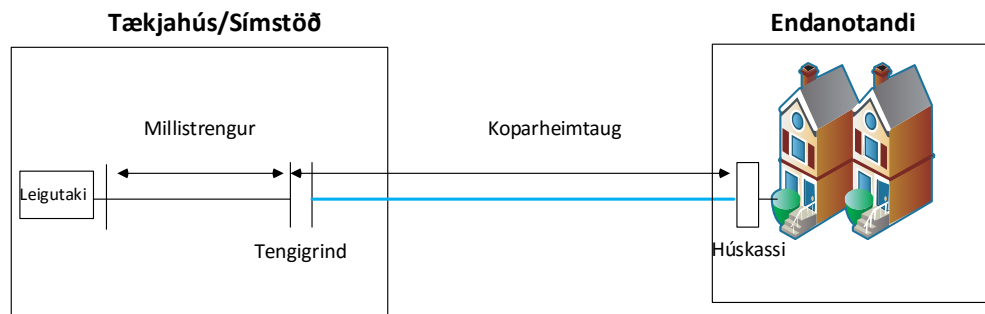 Tækjahús/Símstöð
Endanotandi
Millistrengur
Koparheimtaug
Leigutaki
Tengigrind
Húskassi